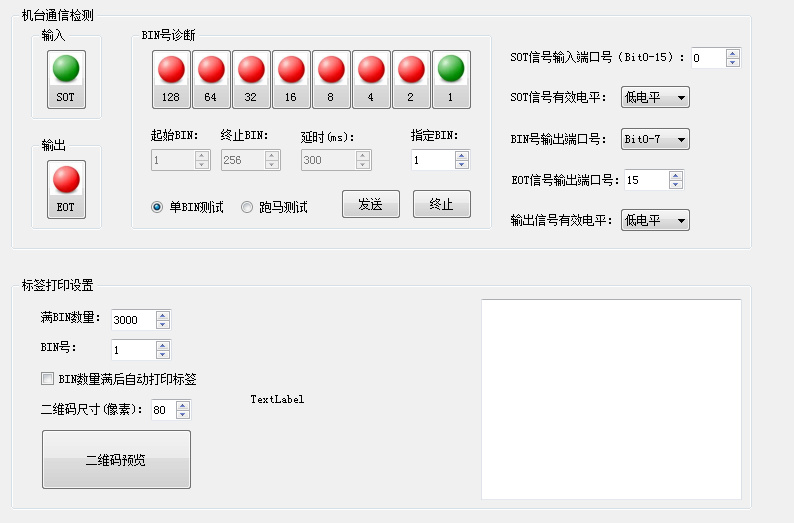 机台通信检测
输入
SOT
输出
EOT
BIN号诊断
128 64 32 16 8 4 2 1
起始BIN: 终止BIN: 延时(ms): 指定BIN:
1 256 300 1
单BIN测试 跑马测试 发送 终止
SOT信号输入端口号（Bit0-15）: 0
SOT信号有效电平: 低电平
BIN号输出端口号: Bit0-7
EOT信号输出端口号: 15
输出信号有效电平: 低电平
标签打印设置
满BIN数量: 3000
BIN号: 1
BIN数量满后自动打印标签
二维码尺寸(像素): 80
TextLabel
二维码预览